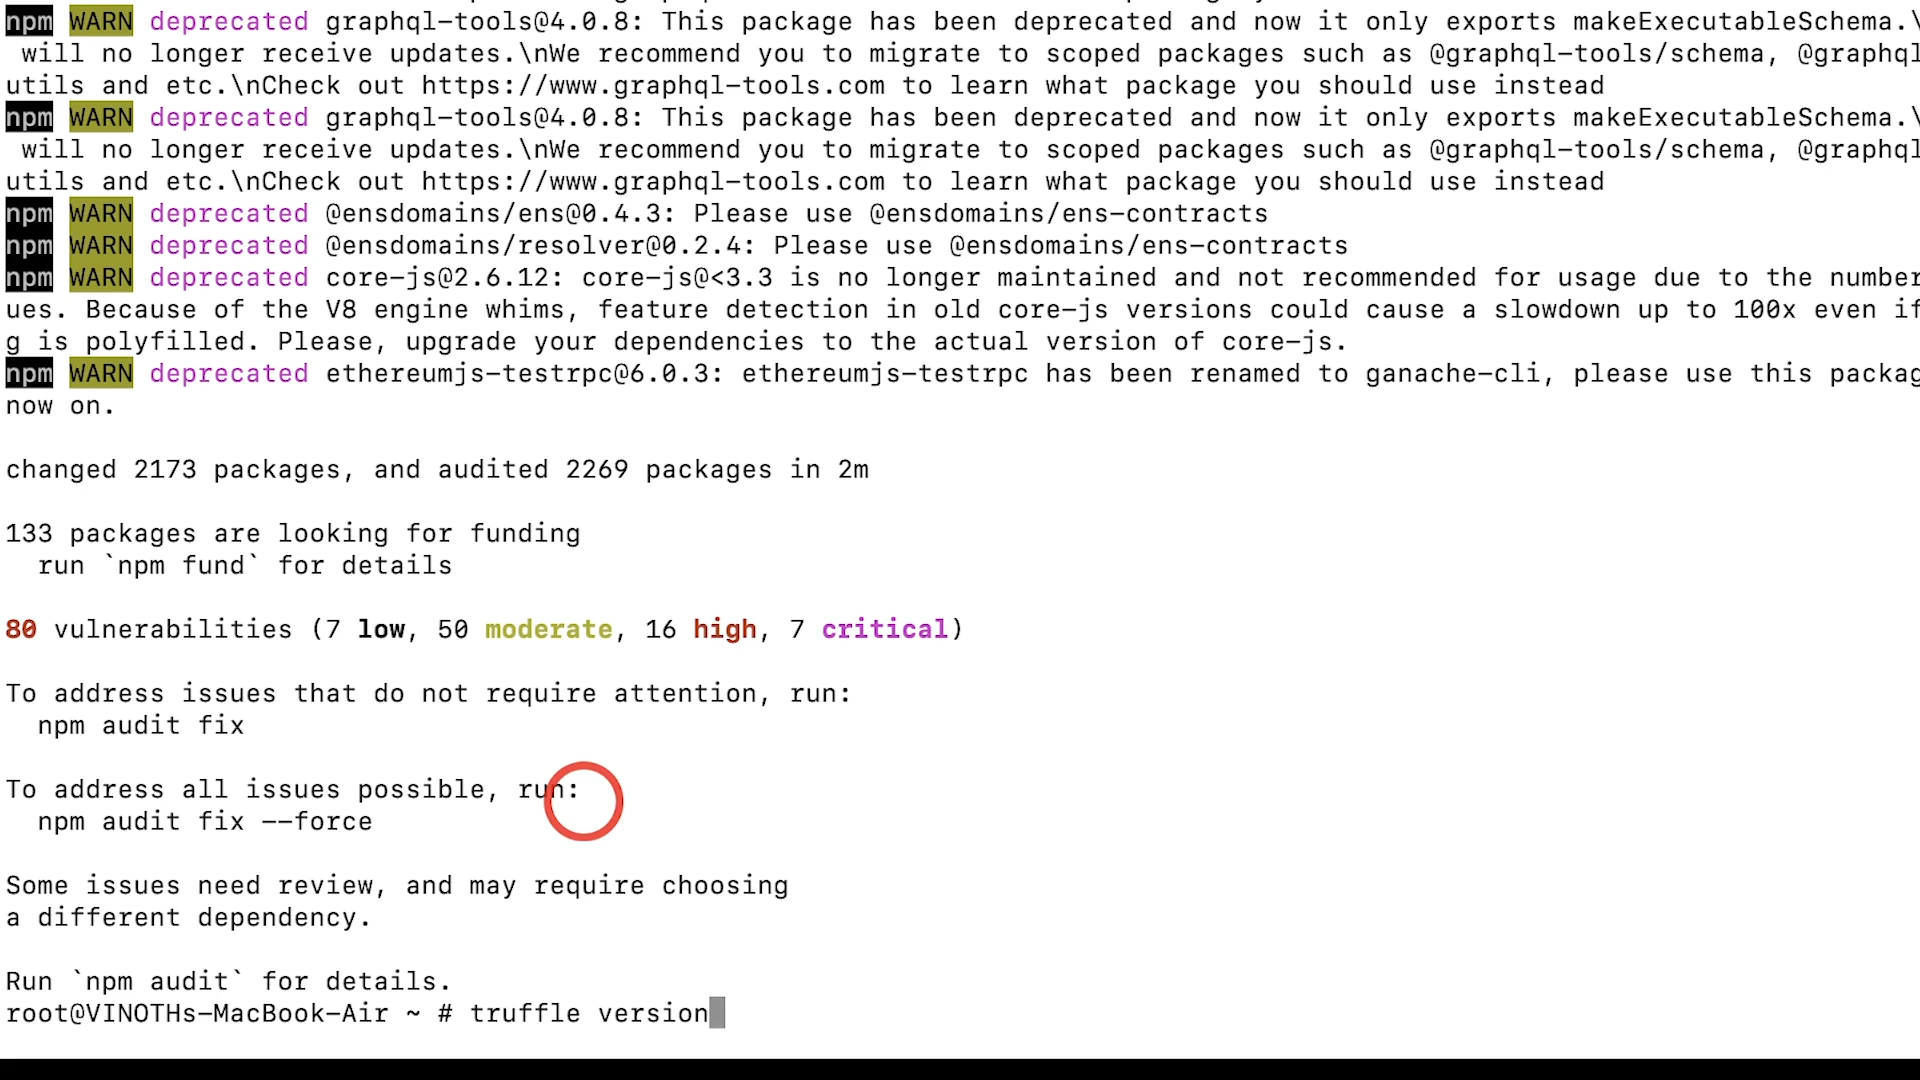 npm WARN deprecated graphql-tools@4.0.8: This package has been deprecated and now it only exports makeExecutableSchema.\
will no longer receive updates.\nWe recommend you to migrate to scoped packages such as @graphql-tools/schema, @graphql
utils and etc.\nCheck out https://www.graphql-tools.com to learn what package you should use instead
npm WARN deprecated graphql-tools@4.0.8: This package has been deprecated and now it only exports makeExecutableSchema.\
will no longer receive updates.\nWe recommend you to migrate to scoped packages such as @graphql-tools/schema, @graphql
utils and etc.\nCheck out https://www.graphql-tools.com to learn what package you should use instead
npm WARN deprecated @ensdomains/ens@0.4.3: Please use @ensdomains/ens-contracts
npm WARN deprecated @ensdomains/resolver@0.2.4: Please use @ensdomains/ens-contracts
npm WARN deprecated core-js@2.6.12: core-js@<3.3 is no longer maintained and not recommended for usage due to the number
ues. Because of the V8 engine whims, feature detection in old core-js versions could cause a slowdown up to 100x even if
g is polyfilled. Please, upgrade your dependencies to the actual version of core-js.
npm WARN deprecated ethereumjs-testrpc@6.0.3: ethereumjs-testrpc has been renamed to ganache-cli, please use this packag
now on.
changed 2173 packages, and audited 2269 packages in 2m
133 packages are looking for funding
run `npm fund` for details
80 vulnerabilities (7 low, 50 moderate, 16 high, 7 critical)
To address issues that do not require attention, run:
npm audit fix
To address all issues possible, run:
npm audit fix --force
Some issues need review, and may require choosing
a different dependency.
Run `npm audit` for details.
root@VINOTHs-MacBook-Air ~ # truffle version